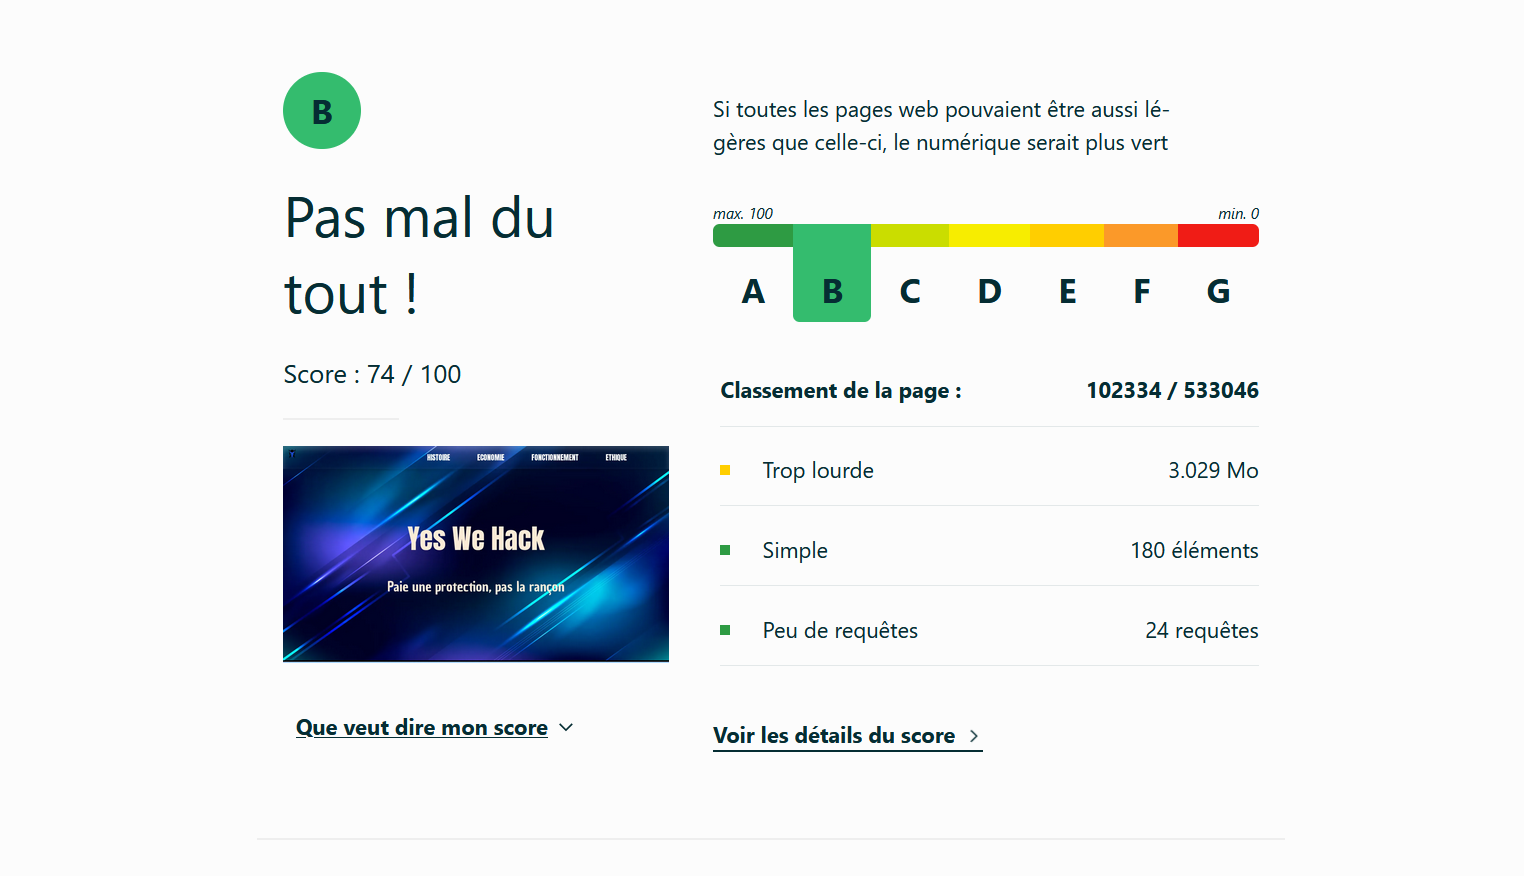 B
Pas mal du
tout !
Score : 74 / 100
HISTOIRE ECONOMIE FONCTIONNEMENT ETHIQUE
Yes We Hack
Paie une protection, pas la rançon
Que veut dire mon score
Si toutes les pages web pouvaient être aussi lé-
gères que celle-ci, le numérique serait plus vert
max. 100 min. 0
A B C D E F G
Classement de la page : 102334 / 533046
Trop lourde 3.029 Mo
Simple 180 éléments
Peu de requêtes 24 requêtes
Voir les détails du score